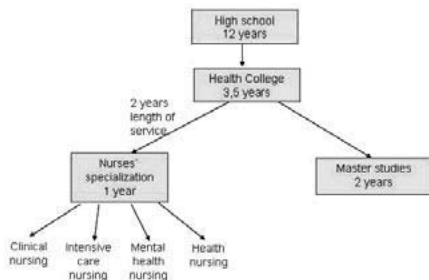 High school
12 years
Health College
3,5 years
2 years
length of
service
Nurses'
specialization
1 year
Master studies
2 years
Clinical
nursing
Intensive
care
nursing
Mental
health
nursing
Health
nursing